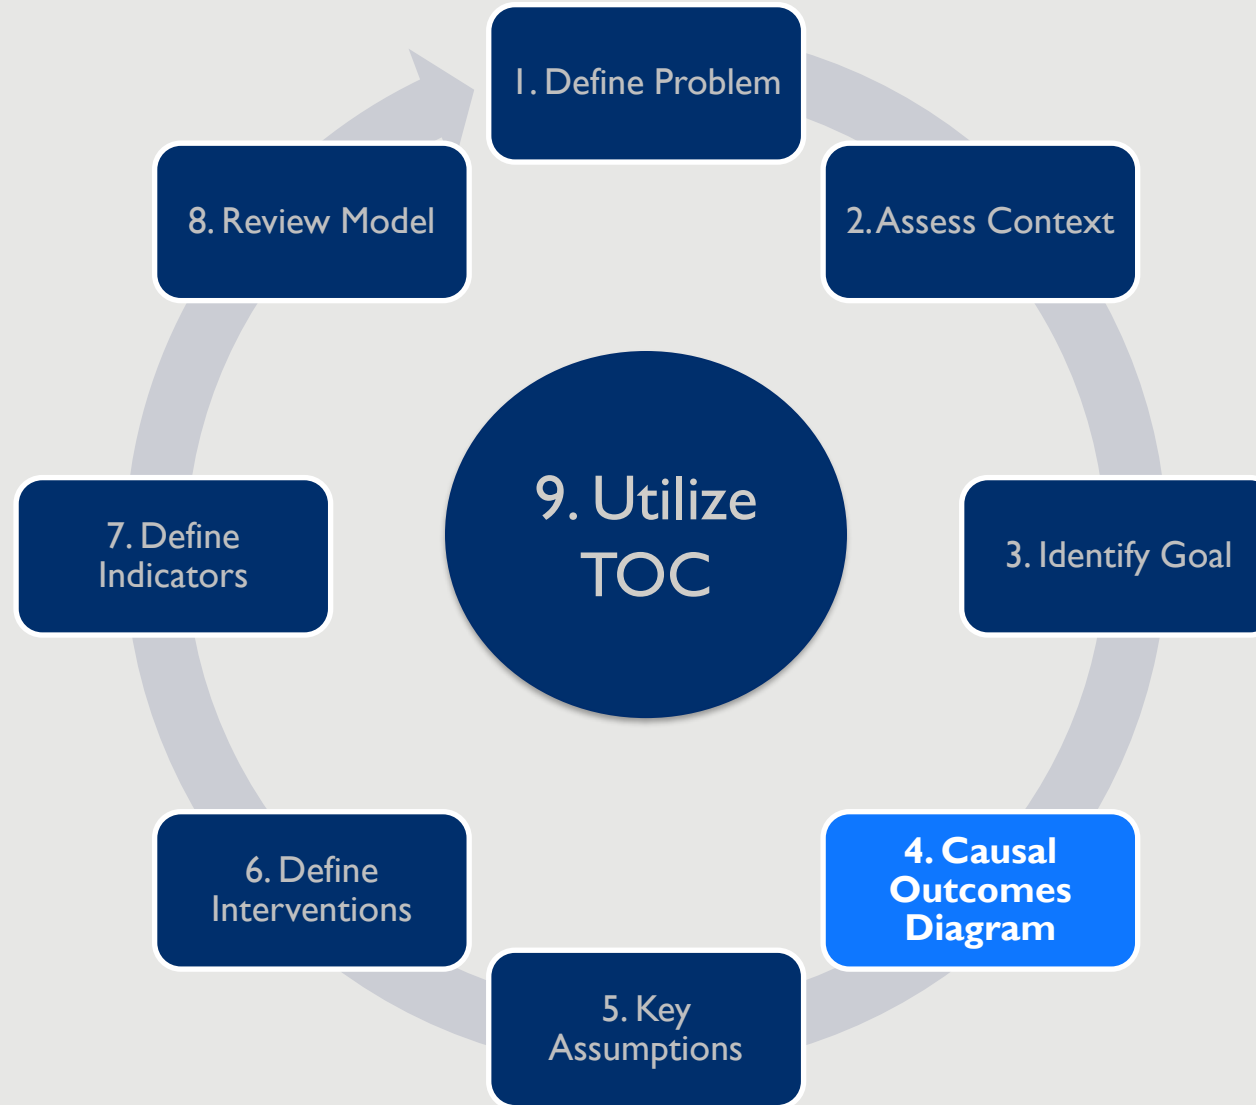 1. Define Problem
2. Assess Context
3. Identify Goal
4. Causal
Outcomes
Diagram
5. Key
Assumptions
6. Define
Interventions
7. Define
Indicators
8. Review Model
9. Utilize
TOC